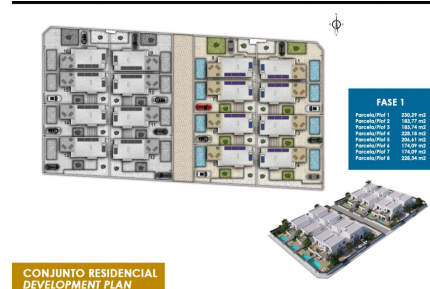 FASE 1
Parcela/Plot 1 230,29 m2
Parcela/Plot 2 183,77 m2
Parcela/Plot 3 183,74 m2
Parcela/Plot 4 228,18 m2
Parcela/Plot 5 206,61 m2
Parcela/Plot 6 174,09 m2
Parcela/Plot 7 174,09 m2
Parcela/Plot 8 228,34 m2
CONJUNTO RESIDENCIAL
DEVELOPMENT PLAN